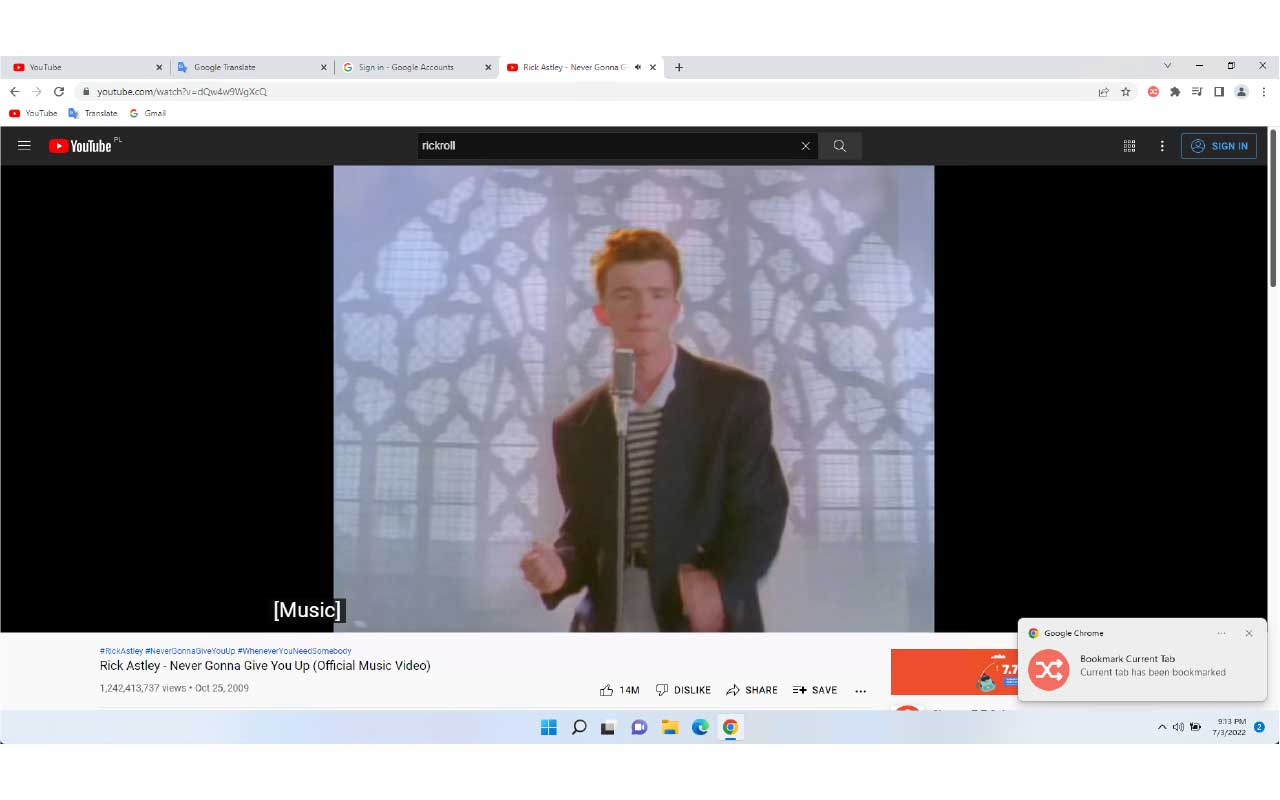 YouTube
Google Translate
Sign in - Google Accounts
Rick Astley - Never Gonna G
youtube.com/watch?v=dQw4w9WgXcQ
YouTube
Translate
Gmail
YouTube PL
rickroll
SIGN IN
[Music]
#RickAstley #NeverGonnaGiveYouUp #WheneverYouNeedSomebody
Rick Astley - Never Gonna Give You Up (Official Music Video)
1,242,413,737 views • Oct 25, 2009
14M
DISLIKE
SHARE
SAVE
7.7
Google Chrome
Bookmark Current Tab
Current tab has been bookmarked
9:13 PM
7/3/2022
2